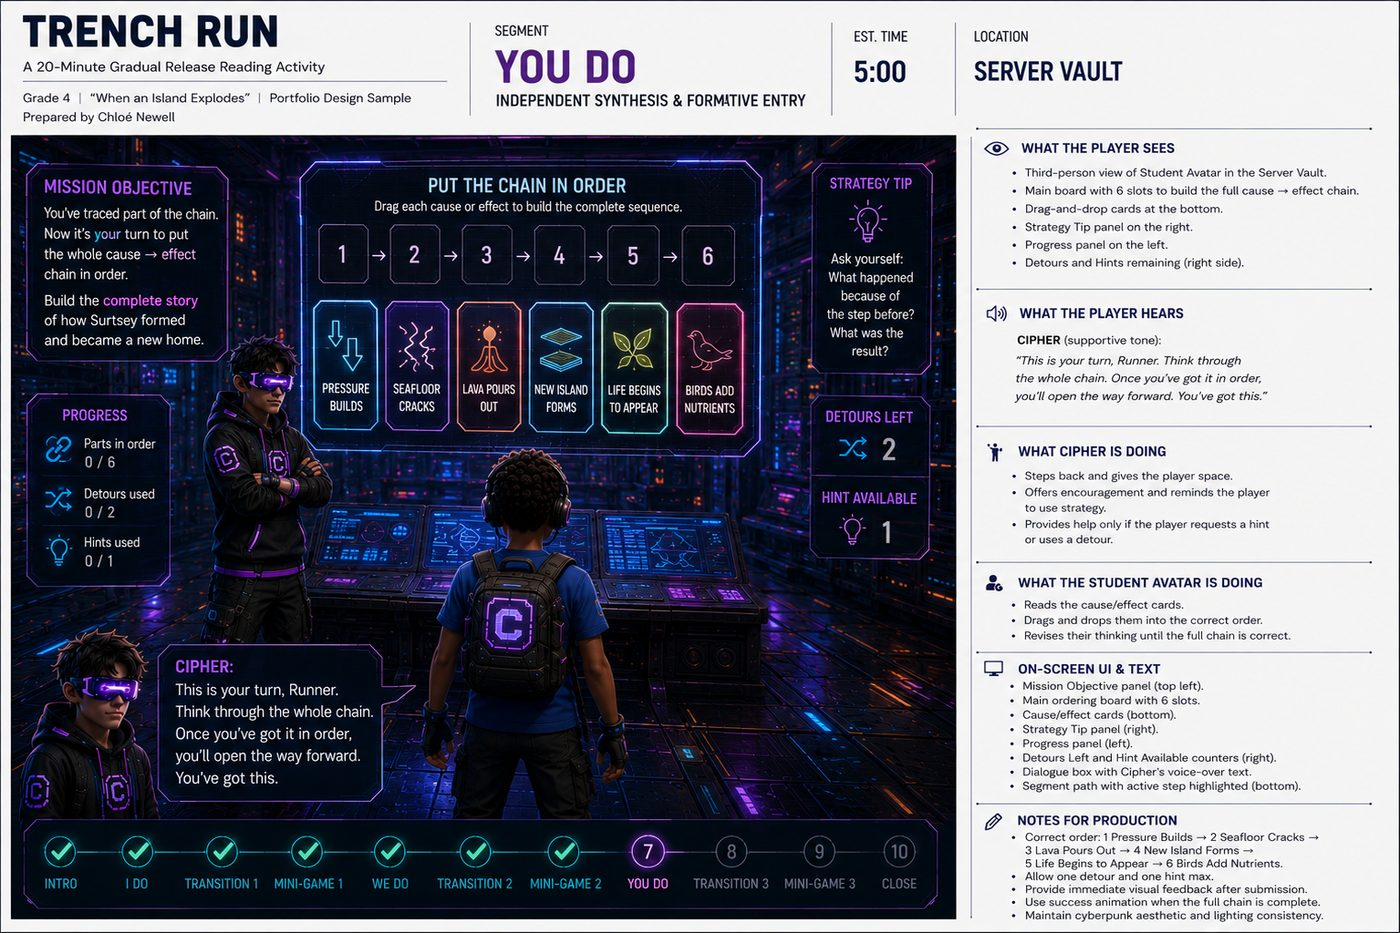 TRENCH RUN
A 20-Minute Gradual Release Reading Activity
Grade 4 | “When an Island Explodes” | Portfolio Design Sample
Prepared by Chloé Newell
SEGMENT
YOU DO
INDEPENDENT SYNTHESIS & FORMATIVE ENTRY
EST. TIME
5:00
LOCATION
SERVER VAULT
MISSION OBJECTIVE
You’ve traced part of the chain.
Now it’s your turn to put
the whole cause → effect
chain in order.
Build the complete story
of how Surtsey formed
and became a new home.
PROGRESS
Parts in order
0 / 6
Detours used
0 / 2
Hints used
0 / 1
PUT THE CHAIN IN ORDER
Drag each cause or effect to build the complete sequence.
1 → 2 → 3 → 4 → 5 → 6
PRESSURE
BUILDS
SEAFLOOR
CRACKS
LAVA POURS
OUT
NEW ISLAND
FORMS
LIFE BEGINS
TO APPEAR
BIRDS ADD
NUTRIENTS
STRATEGY TIP
Ask yourself:
What happened
because of
the step before?
What was the
result?
DETOURS LEFT
2
HINT AVAILABLE
1
C C
C
C C
CIPHER:
This is your turn, Runner.
Think through the whole chain.
Once you’ve got it in order,
you’ll open the way forward.
You’ve got this.
7 8 9 10
INTRO I DO TRANSITION 1 MINI-GAME 1 WE DO TRANSITION 2 MINI-GAME 2 YOU DO TRANSITION 3 MINI-GAME 3 CLOSE
WHAT THE PLAYER SEES
• Third-person view of Student Avatar in the Server Vault.
• Main board with 6 slots to build the full cause → effect chain.
• Drag-and-drop cards at the bottom.
• Strategy Tip panel on the right.
• Progress panel on the left.
• Detours and Hints remaining (right side).
WHAT THE PLAYER HEARS
CIPHER (supportive tone):
“This is your turn, Runner. Think through
the whole chain. Once you’ve got it in order,
you’ll open the way forward. You’ve got this.”
WHAT CIPHER IS DOING
• Steps back and gives the player space.
• Offers encouragement and reminds the player
to use strategy.
• Provides help only if the player requests a hint
or uses a detour.
WHAT THE STUDENT AVATAR IS DOING
• Reads the cause/effect cards.
• Drags and drops them into the correct order.
• Revises their thinking until the full chain is correct.
ON-SCREEN UI & TEXT
• Mission Objective panel (top left).
• Main ordering board with 6 slots.
• Cause/effect cards (bottom).
• Strategy Tip panel (right).
• Progress panel (left).
• Detours Left and Hint Available counters (right).
• Dialogue box with Cipher’s voice-over text.
• Segment path with active step highlighted (bottom).
NOTES FOR PRODUCTION
• Correct order: 1 Pressure Builds → 2 Seafloor Cracks →
3 Lava Pours Out → 4 New Island Forms →
5 Life Begins to Appear → 6 Birds Add Nutrients.
• Allow one detour and one hint max.
• Provide immediate visual feedback after submission.
• Use success animation when the full chain is complete.
• Maintain cyberpunk aesthetic and lighting consistency.